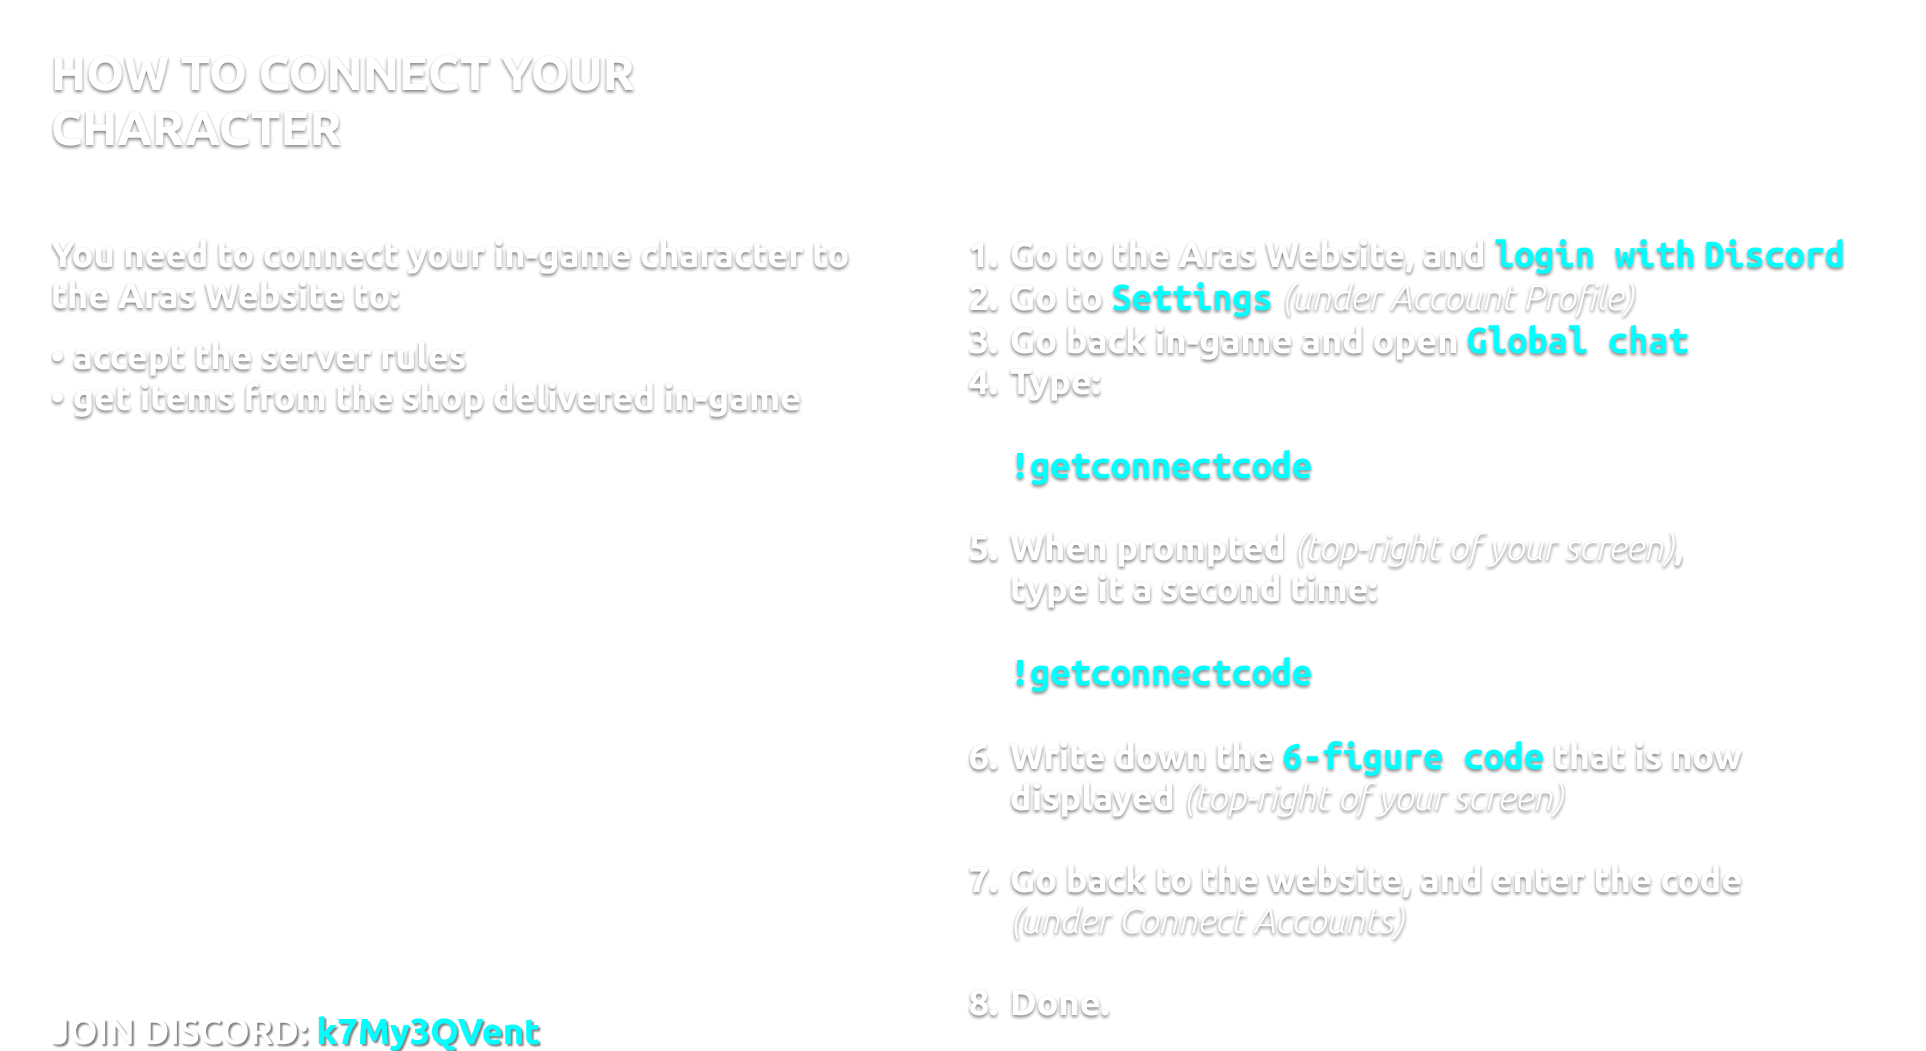 HOW TO CONNECT YOUR
CHARACTER
You need to connect your in-game character to
the Aras Website to:
• accept the server rules
• get items from the shop delivered in-game
JOIN DISCORD: k7My3QVent
1. Go to the Aras Website, and login with Discord
2. Go to Settings (under Account Profile)
3. Go back in-game and open Global chat
4. Type:
!getconnectcode
5. When prompted (top-right of your screen),
type it a second time:
!getconnectcode
6. Write down the 6-figure code that is now
displayed (top-right of your screen)
7. Go back to the website, and enter the code
(under Connect Accounts)
8. Done.